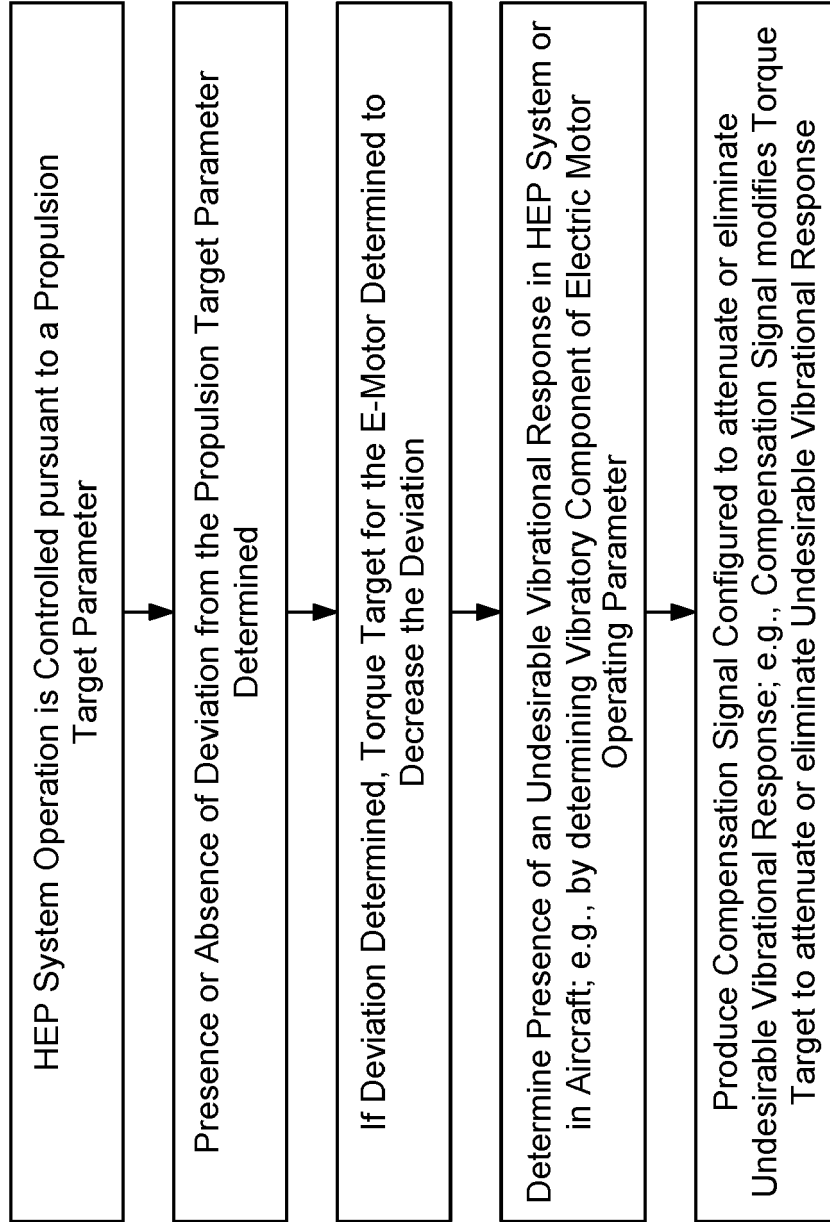 HEP System Operation is Controlled pursuant to a Propulsion
Target Parameter
Presence or Absence of Deviation from the Propulsion Target Parameter
Determined
If Deviation Determined, Torque Target for the E-Motor Determined to
Decrease the Deviation
Determine Presence of an Undesirable Vibrational Response in HEP System or
in Aircraft; e.g., by determining Vibratory Component of Electric Motor
Operating Parameter
Produce Compensation Signal Configured to attenuate or eliminate
Undesirable Vibrational Response; e.g., Compensation Signal modifies Torque
Target to attenuate or eliminate Undesirable Vibrational Response